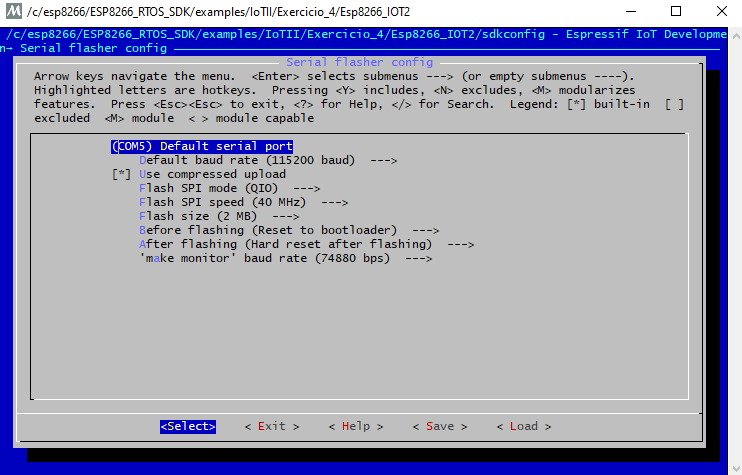 /c/esp8266/ESP8266_RTOS_SDK/examples/IoTII/Exercicio_4/Esp8266_IOT2
/c/esp8266/ESP8266_RTOS_SDK/examples/IoTII/Exercicio_4/Esp8266_IOT2/sdkconfig - Espressif IoT Developme
n→ Serial flasher config
Serial flasher config
Arrow keys navigate the menu.  <Enter> selects submenus ---> (or empty submenus ----).
Highlighted letters are hotkeys.  Pressing <Y> includes, <N> excludes, <M> modularizes
features.  Press <Esc><Esc> to exit, <?> for Help, </> for Search.  Legend: [*] built-in  [ ]
excluded  <M> module  < > module capable
(COM5) Default serial port
Default baud rate (115200 baud)  --->
[*] Use compressed upload
Flash SPI mode (QIO)  --->
Flash SPI speed (40 MHz)  --->
Flash size (2 MB)  --->
Before flashing (Reset to bootloader)  --->
After flashing (Hard reset after flashing)  --->
'make monitor' baud rate (74880 bps)  --->
<Select>    < Exit >    < Help >    < Save >    < Load >